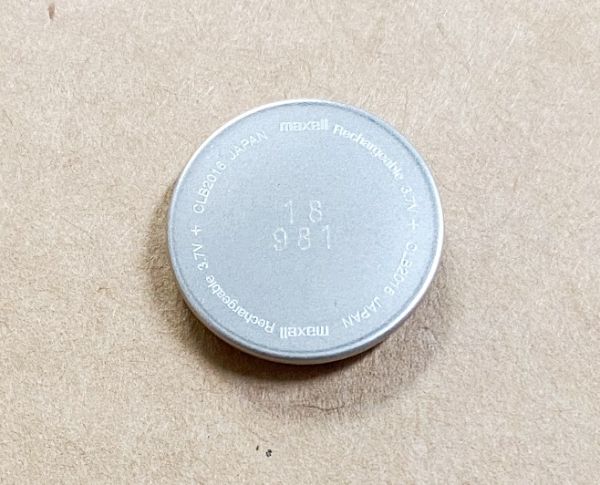 maxell Rechargeable 3.7V + CLB2016 JAPAN
maxell Rechargeable 3.7V + CLB2016 JAPAN
18
981